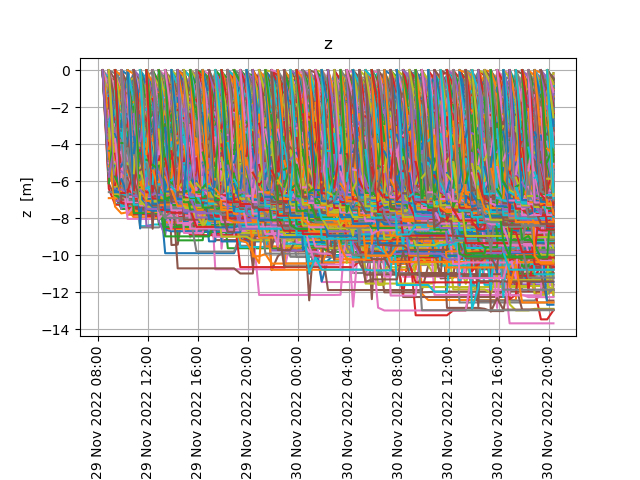 z
z [m]
0
−2
−4
−6
−8
−10
−12
−14
29 Nov 2022 08:00
29 Nov 2022 12:00
29 Nov 2022 16:00
29 Nov 2022 20:00
30 Nov 2022 00:00
30 Nov 2022 04:00
30 Nov 2022 08:00
30 Nov 2022 12:00
30 Nov 2022 16:00
30 Nov 2022 20:00